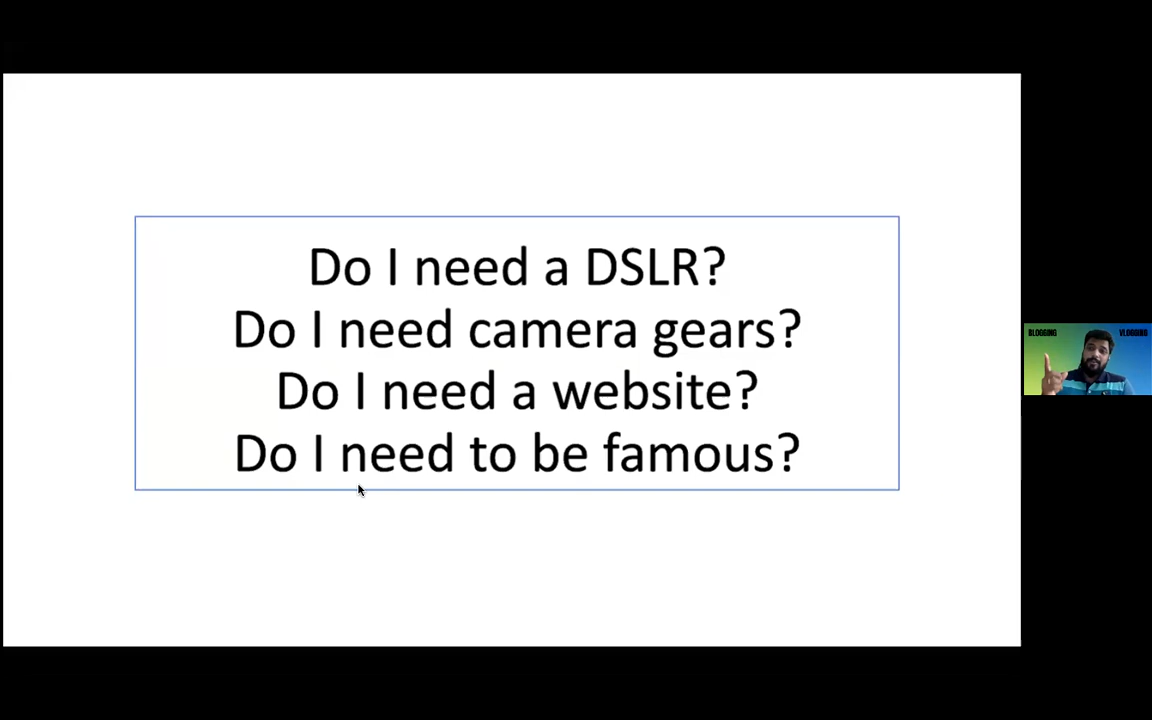 Do I need a DSLR?
Do I need camera gears?
Do I need a website?
Do I need to be famous?
BLOGGING
VLOGGING